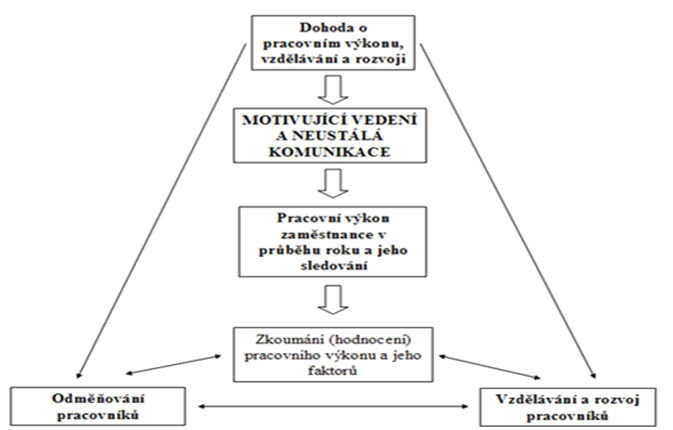 Dohoda o
pracovním výkonu,
vzdělávání a rozvoji
MOTIVUJÍCÍ VEDENÍ
A NEUSTÁLÁ
KOMUNIKACE
Pracovní výkon
zaměstnance v
průběhu roku a jeho
sledování
Zkoumání (hodnocení)
pracovního výkonu a jeho
faktorů
Odměňování
pracovníků
Vzdělávání a rozvoj
pracovníků